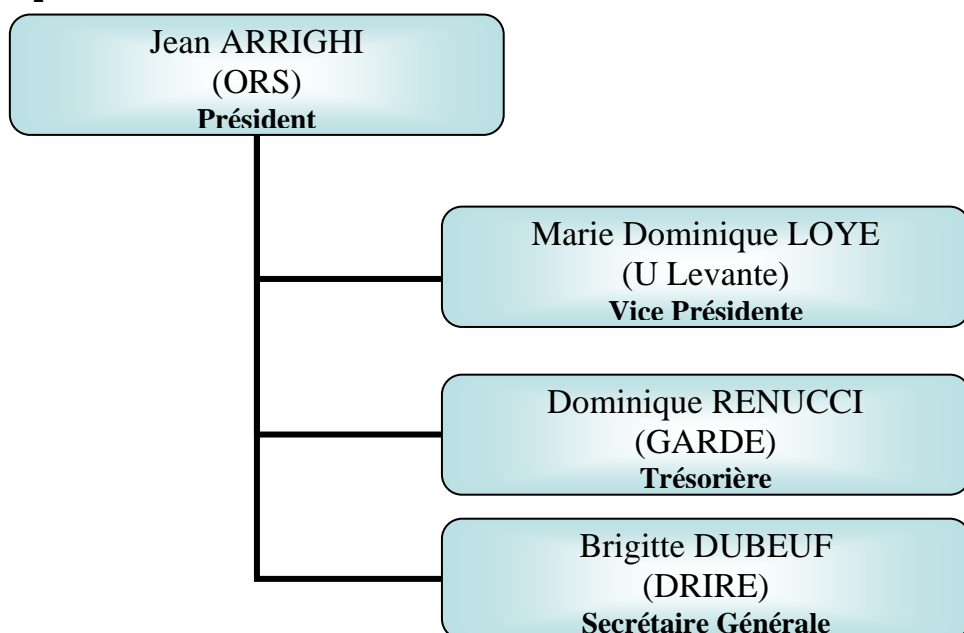 Jean ARRIGHI
(ORS)
Président
Marie Dominique LOYE
(U Levante)
Vice Présidente
Dominique RENUCCI
(GARDE)
Trésorière
Brigitte DUBEUF
(DRIRE)
Secrétaire Générale